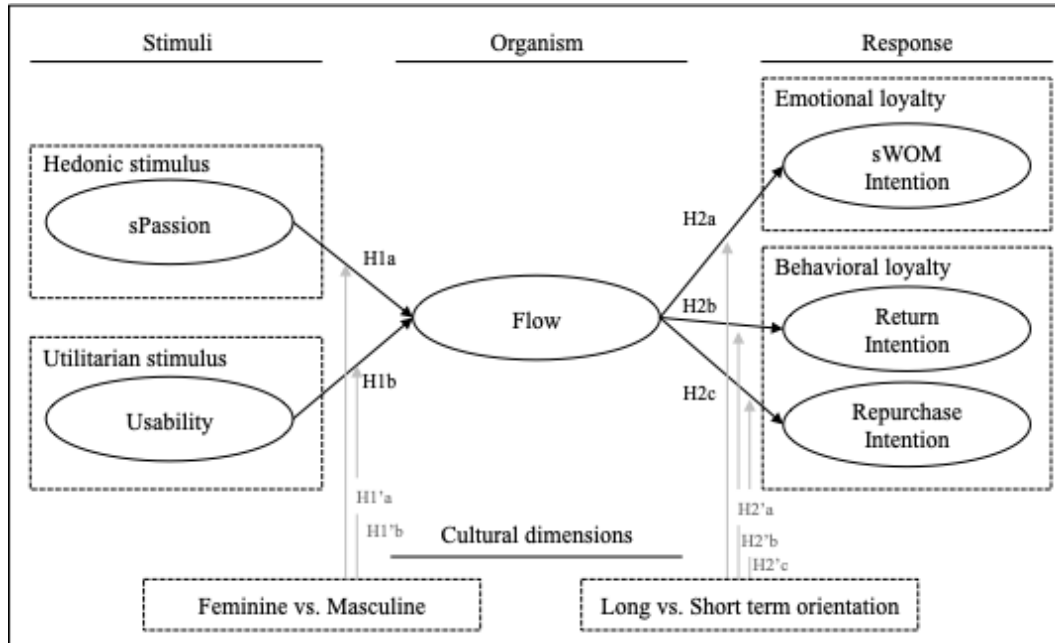 Stimuli
Organism
Response
Hedonic stimulus
sPassion
Utilitarian stimulus
Usability
H1a
H1b
Flow
H2a
H2b
H2c
Emotional loyalty
sWOM
Intention
Behavioral loyalty
Return
Intention
Repurchase
Intention
H1'a
H1'b
Cultural dimensions
H2'a
H2'b
H2'c
Feminine vs. Masculine
Long vs. Short term orientation